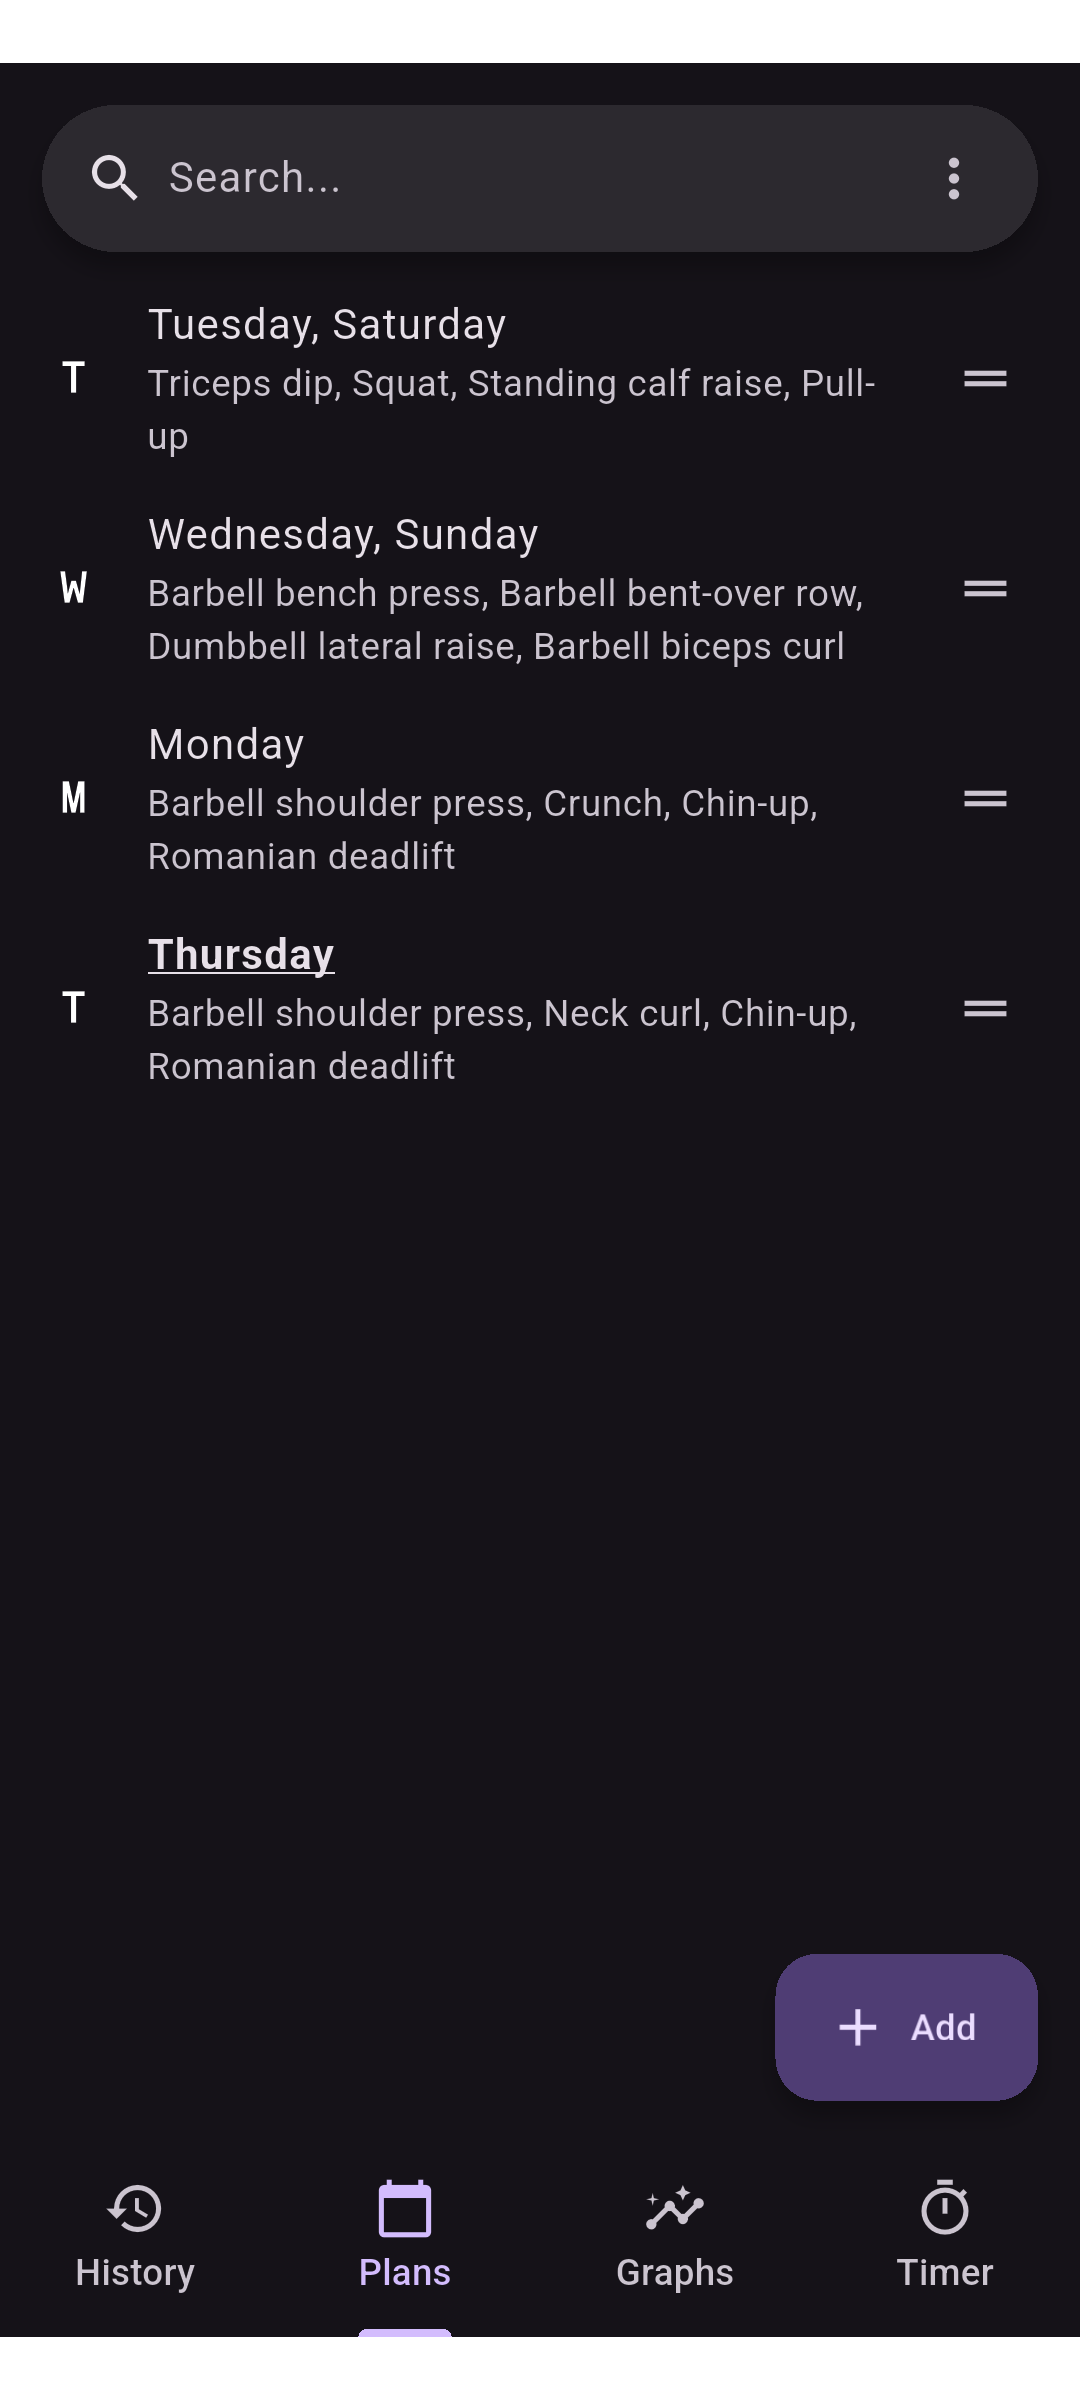 Search...
Tuesday, Saturday
T
Triceps dip, Squat, Standing calf raise, Pull-
up
Wednesday, Sunday
W
Barbell bench press, Barbell bent-over row,
Dumbbell lateral raise, Barbell biceps curl
Monday
M
Barbell shoulder press, Crunch, Chin-up,
Romanian deadlift
Thursday
T
Barbell shoulder press, Neck curl, Chin-up,
Romanian deadlift
Add
History
Plans
Graphs
Timer